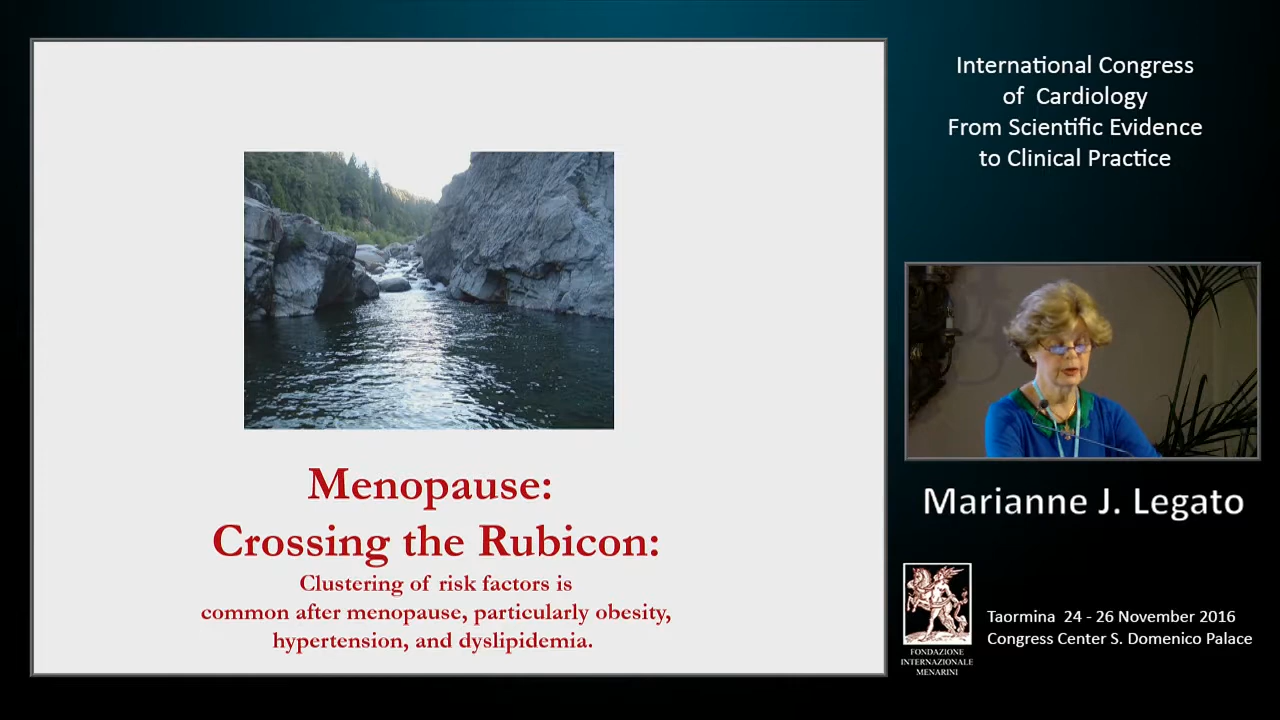 Menopause:
Crossing the Rubicon:
Clustering of risk factors is
common after menopause, particularly obesity,
hypertension, and dyslipidemia.
International Congress
of Cardiology
From Scientific Evidence
to Clinical Practice
Marianne J. Legato
FONDAZIONE
INTERNAZIONALE
MENARINI
Taormina 24 - 26 November 2016
Congress Center S. Domenico Palace